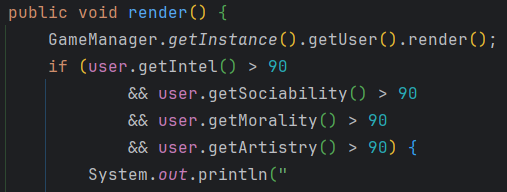 public void render() {
    GameManager.getInstance().getUser().render();
    if (user.getIntel() > 90
            && user.getSociability() > 90
            && user.getMorality() > 90
            && user.getArtistry() > 90) {
        System.out.println("